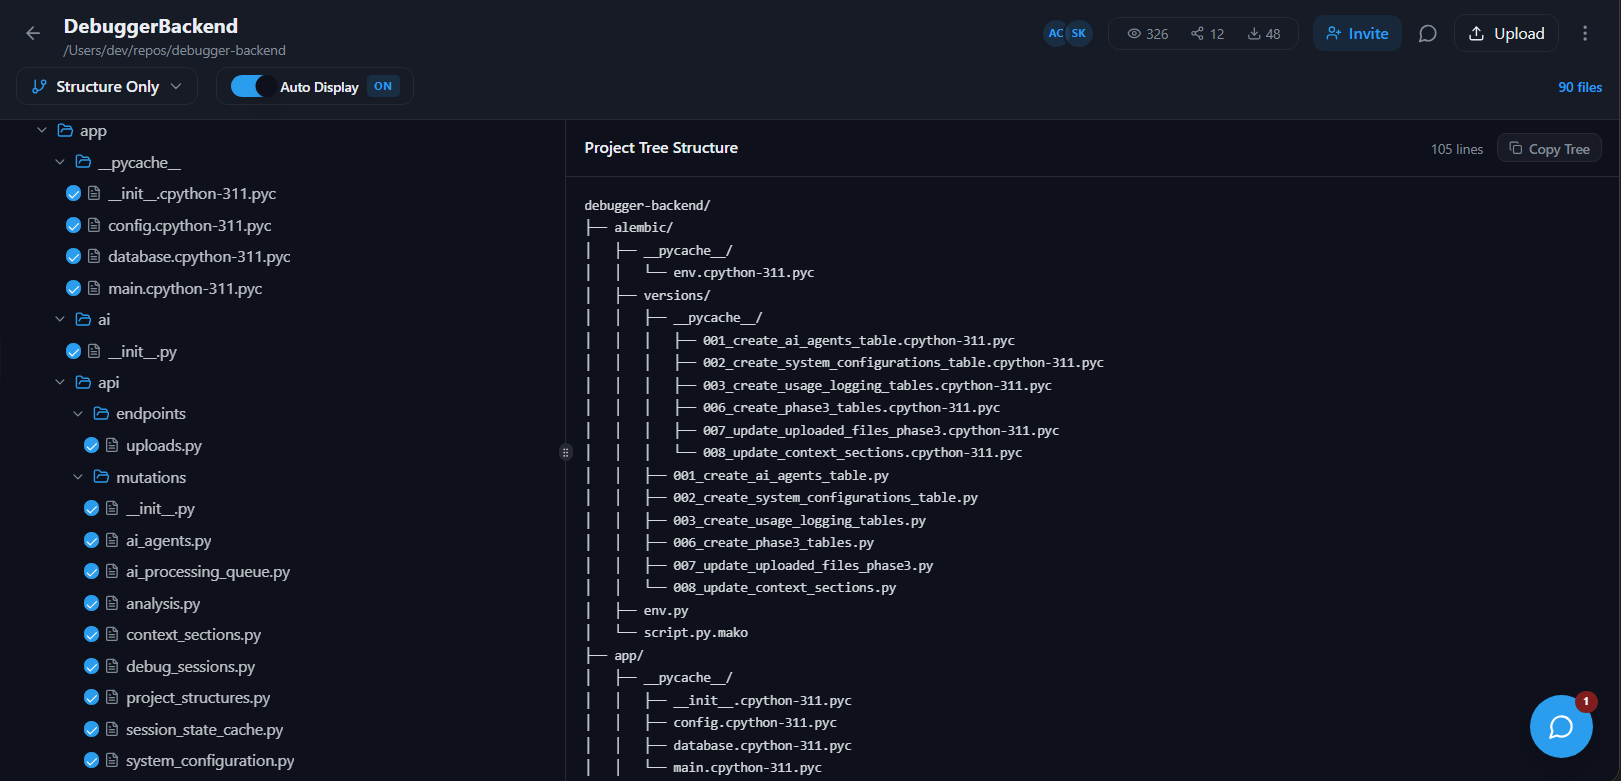 DebuggerBackend
/Users/dev/repos/debugger-backend
AC SK 326 12 48 Invite Upload
Structure Only Auto Display ON 90 files
app
__pycache__
__init__.cpython-311.pyc
config.cpython-311.pyc
database.cpython-311.pyc
main.cpython-311.pyc
ai
__init__.py
api
endpoints
uploads.py
mutations
__init__.py
ai_agents.py
ai_processing_queue.py
analysis.py
context_sections.py
debug_sessions.py
project_structures.py
session_state_cache.py
system_configuration.py
Project Tree Structure 105 lines Copy Tree
debugger-backend/
├── alembic/
│   ├── __pycache__/
│   │   └── env.cpython-311.pyc
│   ├── versions/
│   │   ├── __pycache__/
│   │   │   ├── 001_create_ai_agents_table.cpython-311.pyc
│   │   │   ├── 002_create_system_configurations_table.cpython-311.pyc
│   │   │   ├── 003_create_usage_logging_tables.cpython-311.pyc
│   │   │   ├── 006_create_phase3_tables.cpython-311.pyc
│   │   │   ├── 007_update_uploaded_files_phase3.cpython-311.pyc
│   │   │   └── 008_update_context_sections.cpython-311.pyc
│   │   ├── 001_create_ai_agents_table.py
│   │   ├── 002_create_system_configurations_table.py
│   │   ├── 003_create_usage_logging_tables.py
│   │   ├── 006_create_phase3_tables.py
│   │   ├── 007_update_uploaded_files_phase3.py
│   │   └── 008_update_context_sections.py
│   ├── env.py
│   └── script.py.mako
├── app/
│   ├── __pycache__/
│   │   ├── __init__.cpython-311.pyc
│   │   ├── config.cpython-311.pyc
│   │   ├── database.cpython-311.pyc
│   │   └── main.cpython-311.pyc
1